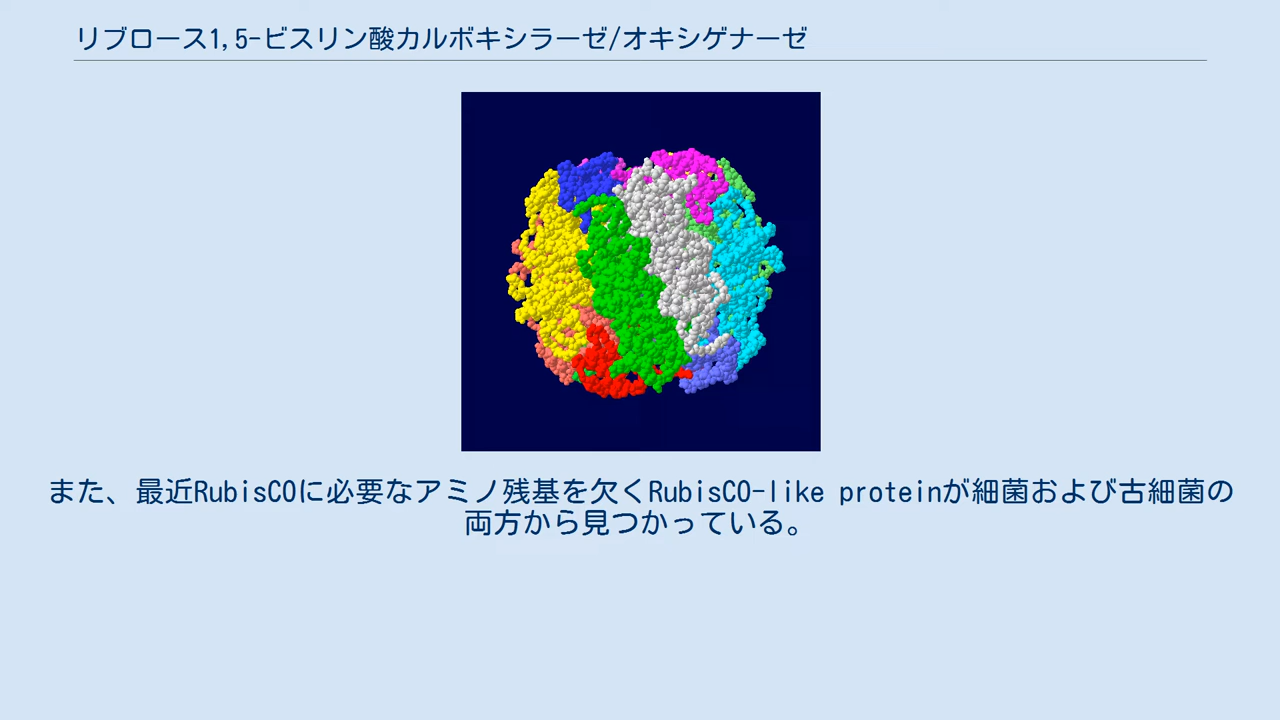 リブロース1,5-ビスリン酸カルボキシラーゼ/オキシゲナーゼ
また、最近RubisCOに必要なアミノ残基を欠くRubisCO-like proteinが細菌および古細菌の
両方から見つかっている。